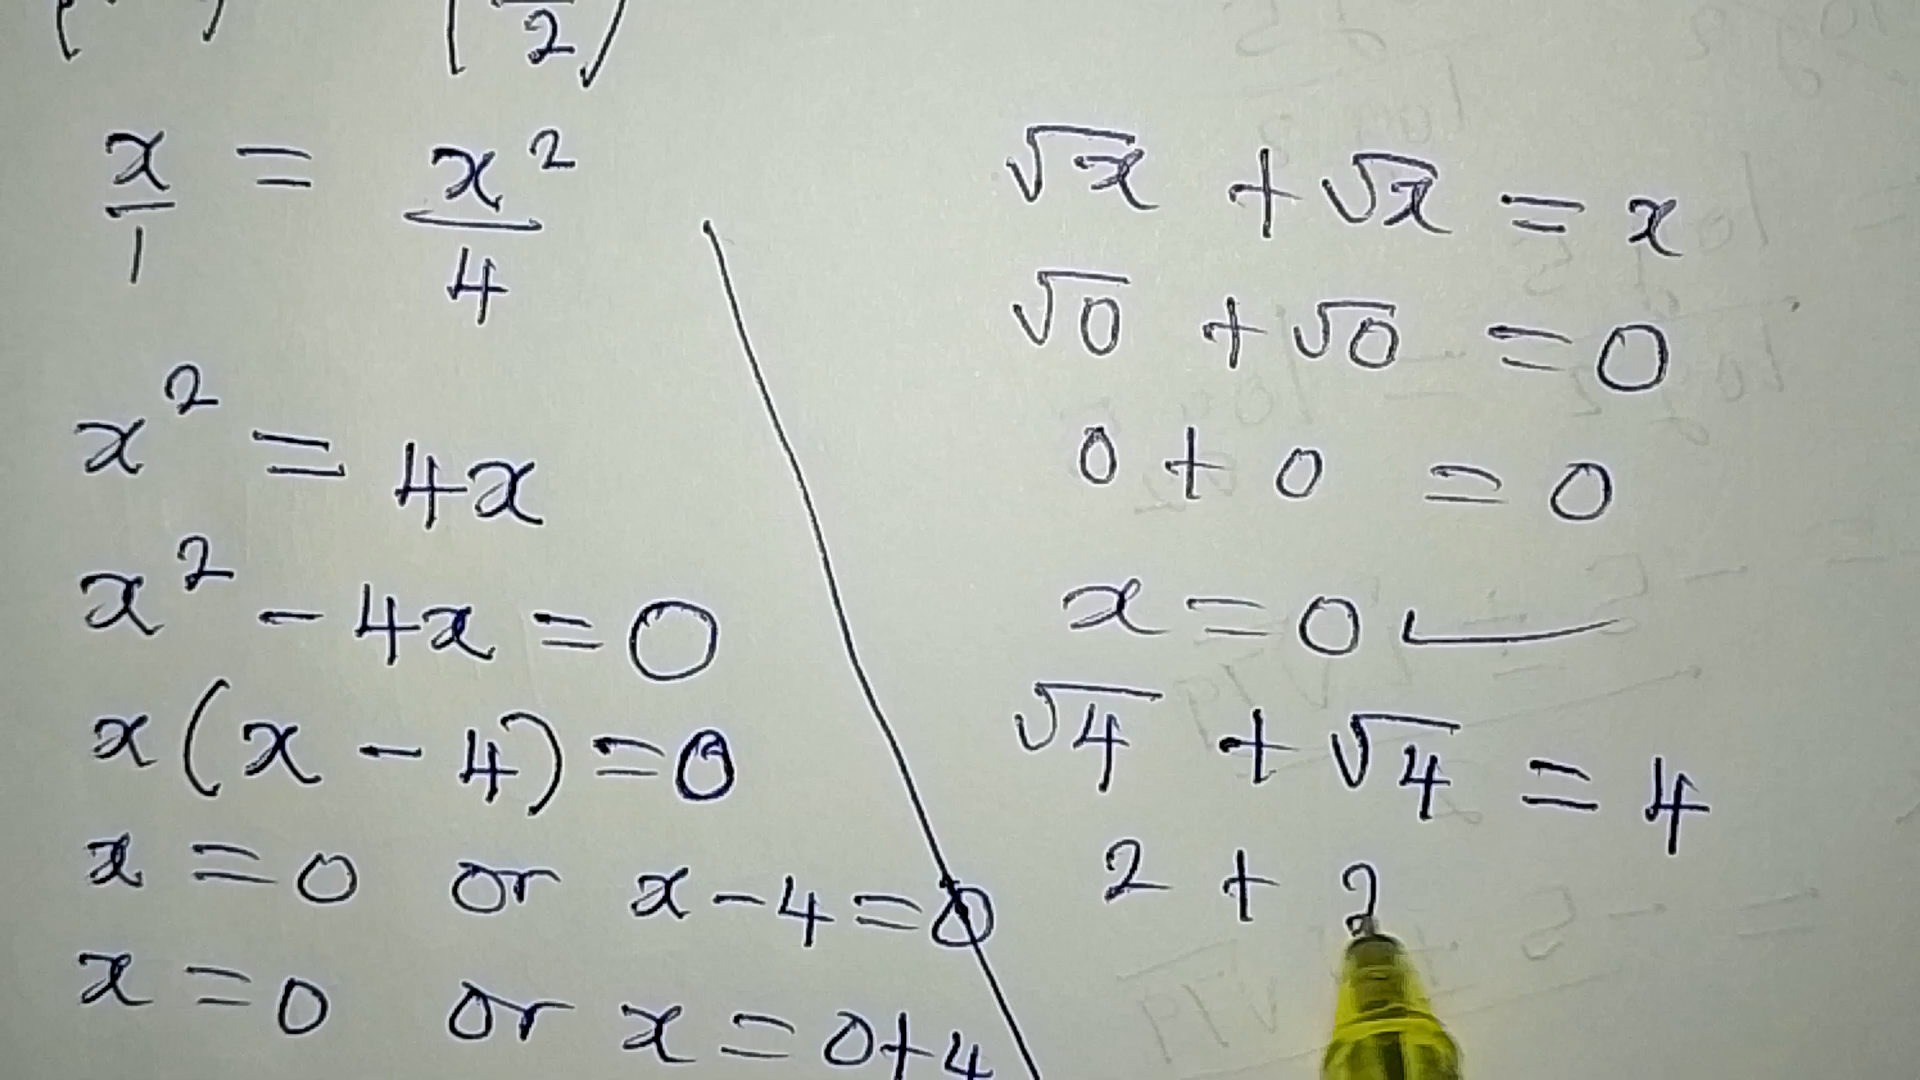 2
x/1 = x²/4
x² = 4x
x² - 4x = 0
x(x - 4) = 0
x = 0 or x - 4 = 0
x = 0 or x = 0 + 4
√x + √x = x
√0 + √0 = 0
0 + 0 = 0
x = 0 ✓
√4 + √4 = 4
2 + 2